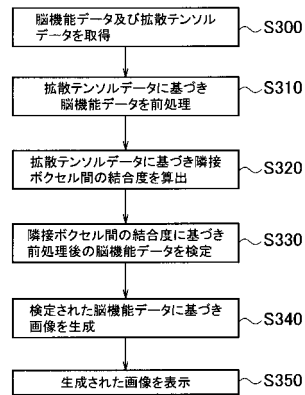 脳機能データ及び拡散テンソル
データを取得
S300
拡散テンソルデータに基づき
脳機能データを前処理
S310
拡散テンソルデータに基づき隣接
ボクセル間の結合度を算出
S320
隣接ボクセル間の結合度に基づき
前処理後の脳機能データを検定
S330
検定された脳機能データに基づき
画像を生成
S340
生成された画像を表示
S350